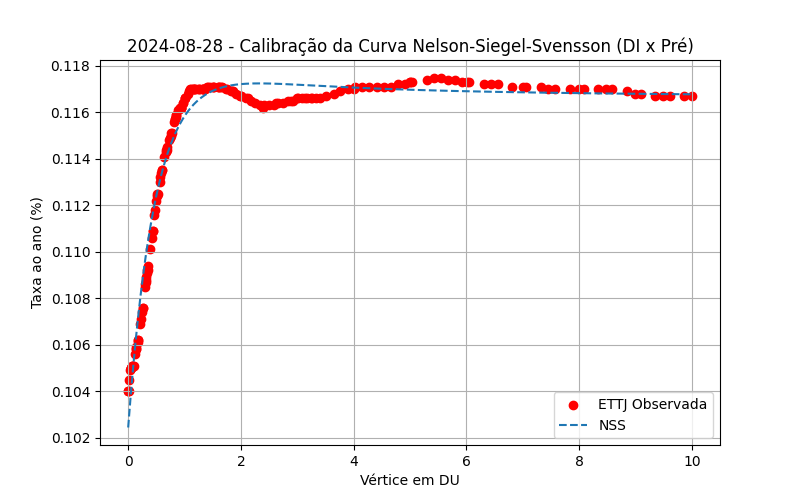 2024-08-28 - Calibração da Curva Nelson-Siegel-Svensson (DI x Pré)
0.118
0.116
0.114
0.112
0.110
0.108
0.106
0.104
0.102
Taxa ao ano (%)
ETTJ Observada
NSS
0 2 4 6 8 10
Vértice em DU